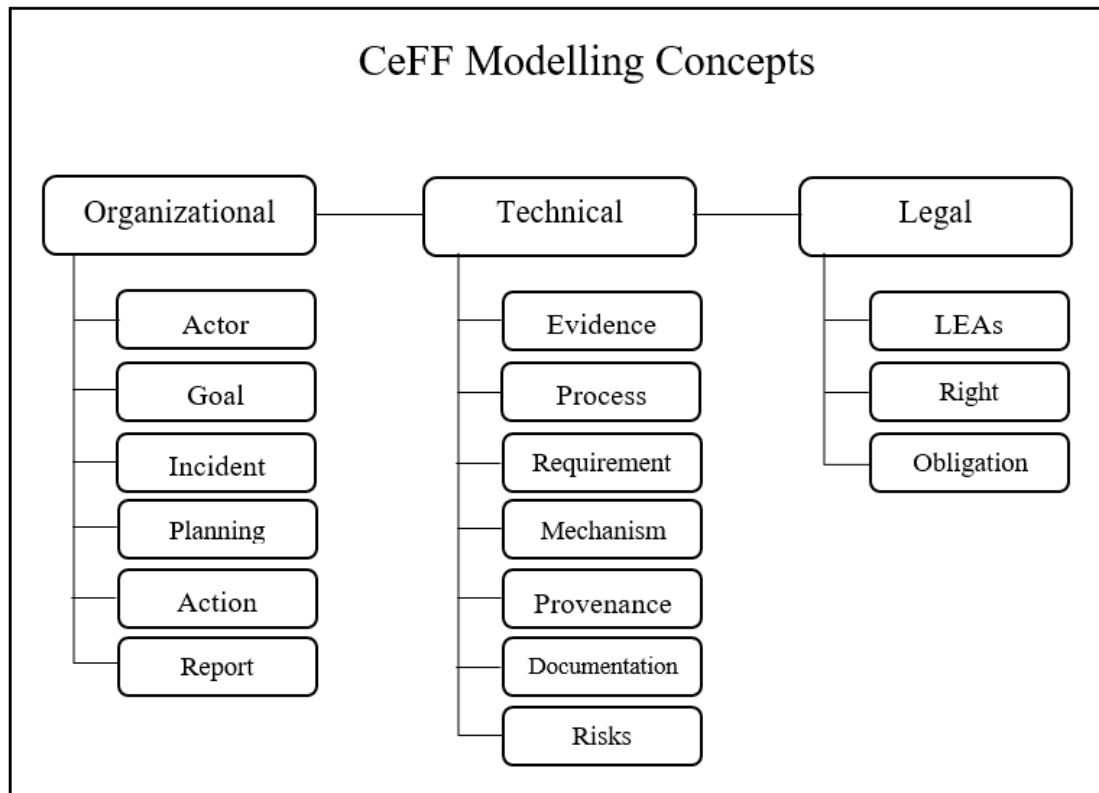 CeFF Modelling Concepts
Organizational
Technical
Legal
Actor
Goal
Incident
Planning
Action
Report
Evidence
Process
Requirement
Mechanism
Provenance
Documentation
Risks
LEAs
Right
Obligation